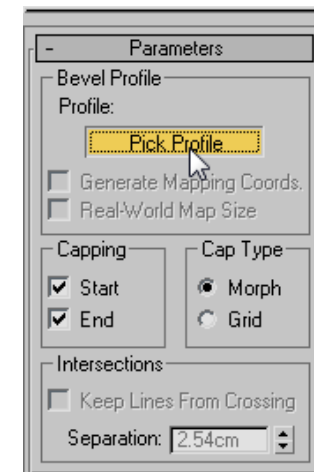 - Parameters
Bevel Profile
Profile:
Pick Profile
Generate Mapping Coords.
Real-World Map Size
Capping
Cap Type
Start
Morph
End
Grid
Intersections
Keep Lines From Crossing
Separation: 2.54cm